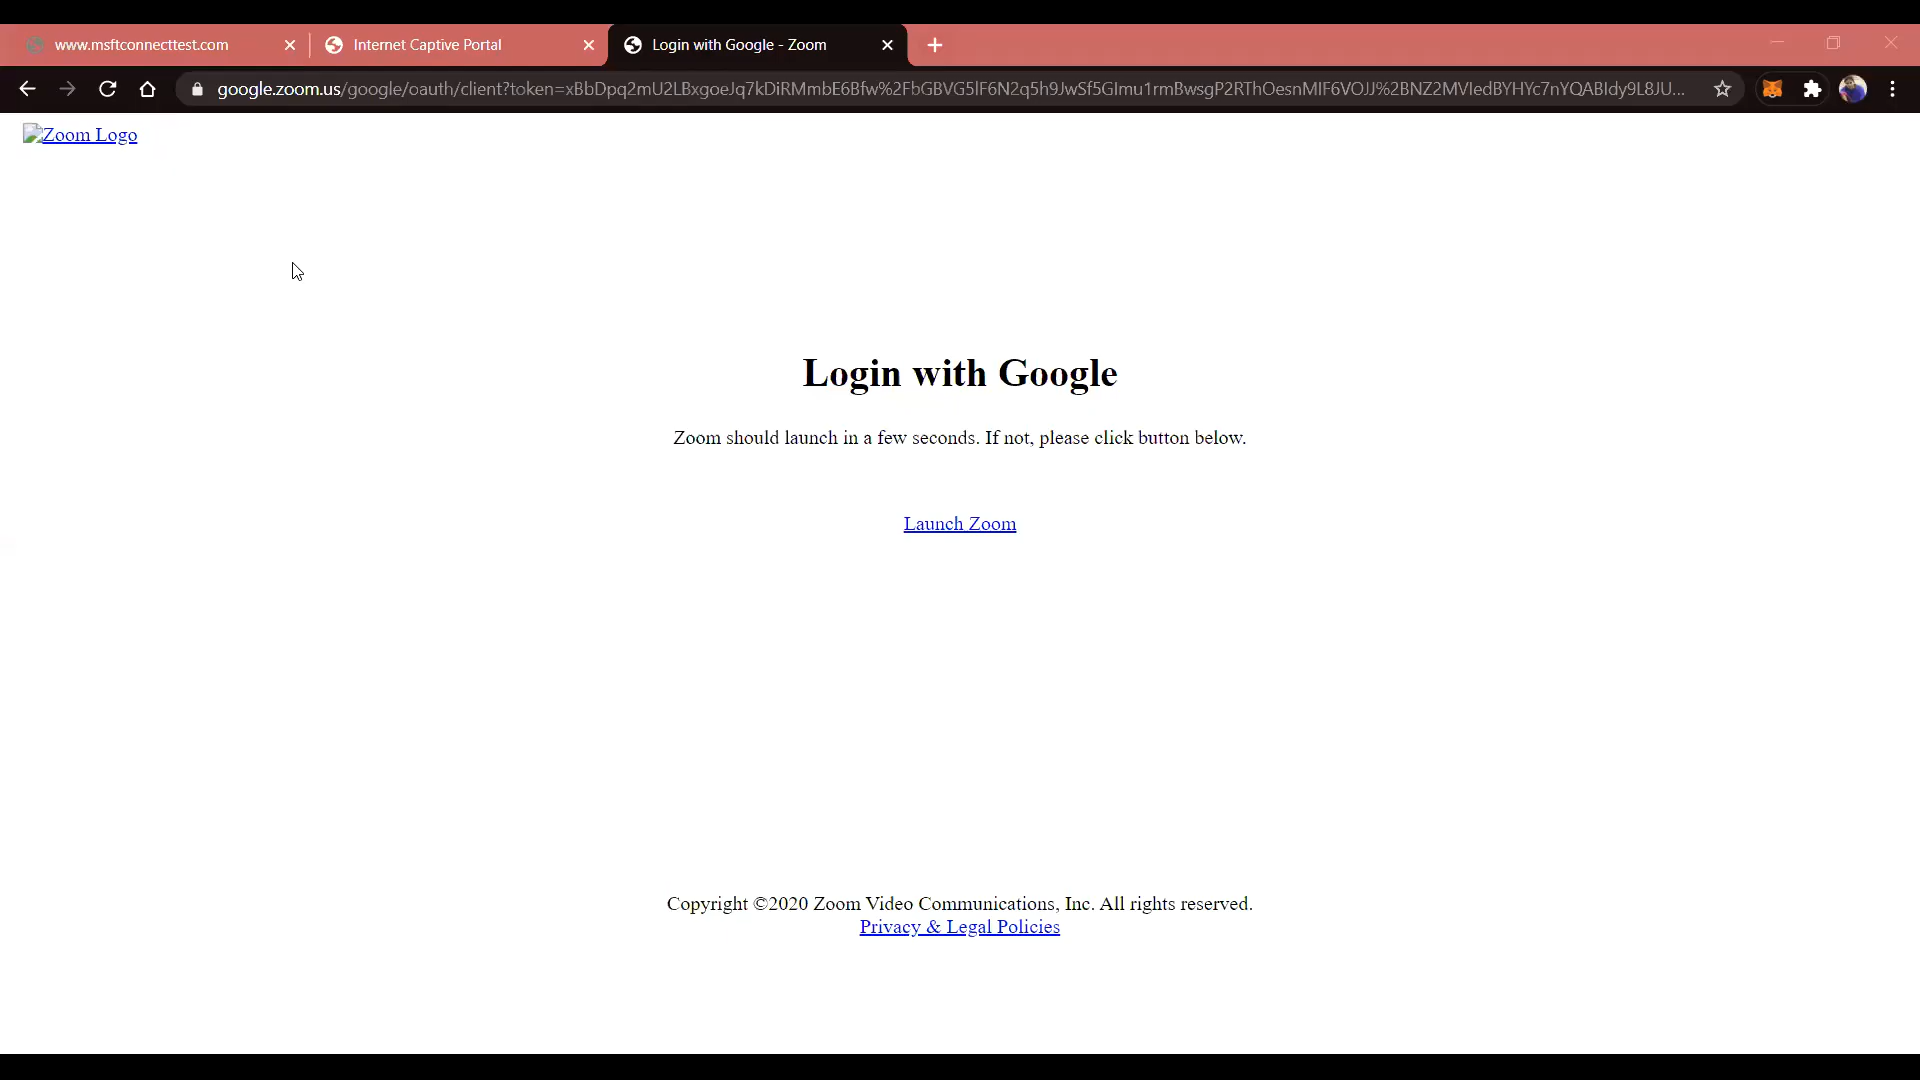 www.msftconnecttest.com
Internet Captive Portal
Login with Google - Zoom
google.zoom.us/google/oauth/client?token=xBbDpq2mU2LBxgoeJq7kDiRMmbE6Bfw%2FbGBVG5lF6N2q5h9JwSf5GImu1rmBwsgP2RThOesnMlF6VOJJ%2BNZ2MVIedBYHYc7nYQABIdy9L8JU...
Zoom Logo
Login with Google
Zoom should launch in a few seconds. If not, please click button below.
Launch Zoom
Copyright ©2020 Zoom Video Communications, Inc. All rights reserved.
Privacy & Legal Policies